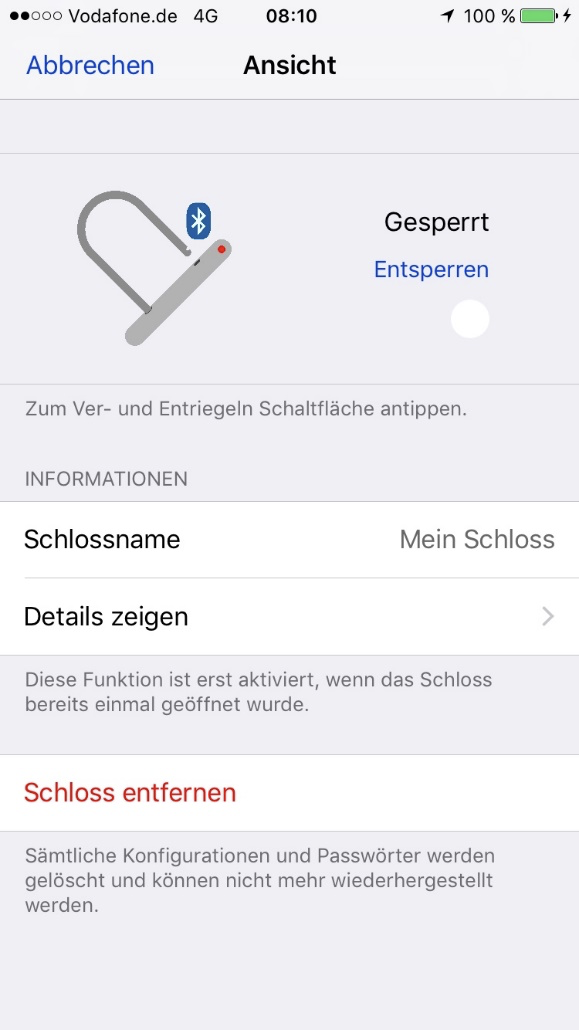 Vodafone.de 4G 08:10 100 %
Abbrechen Ansicht
Gesperrt
Entsperren
Zum Ver- und Entriegeln Schaltfläche antippen.
INFORMATIONEN
Schlossname Mein Schloss
Details zeigen
Diese Funktion ist erst aktiviert, wenn das Schloss
bereits einmal geöffnet wurde.
Schloss entfernen
Sämtliche Konfigurationen und Passwörter werden
gelöscht und können nicht mehr wiederhergestellt
werden.